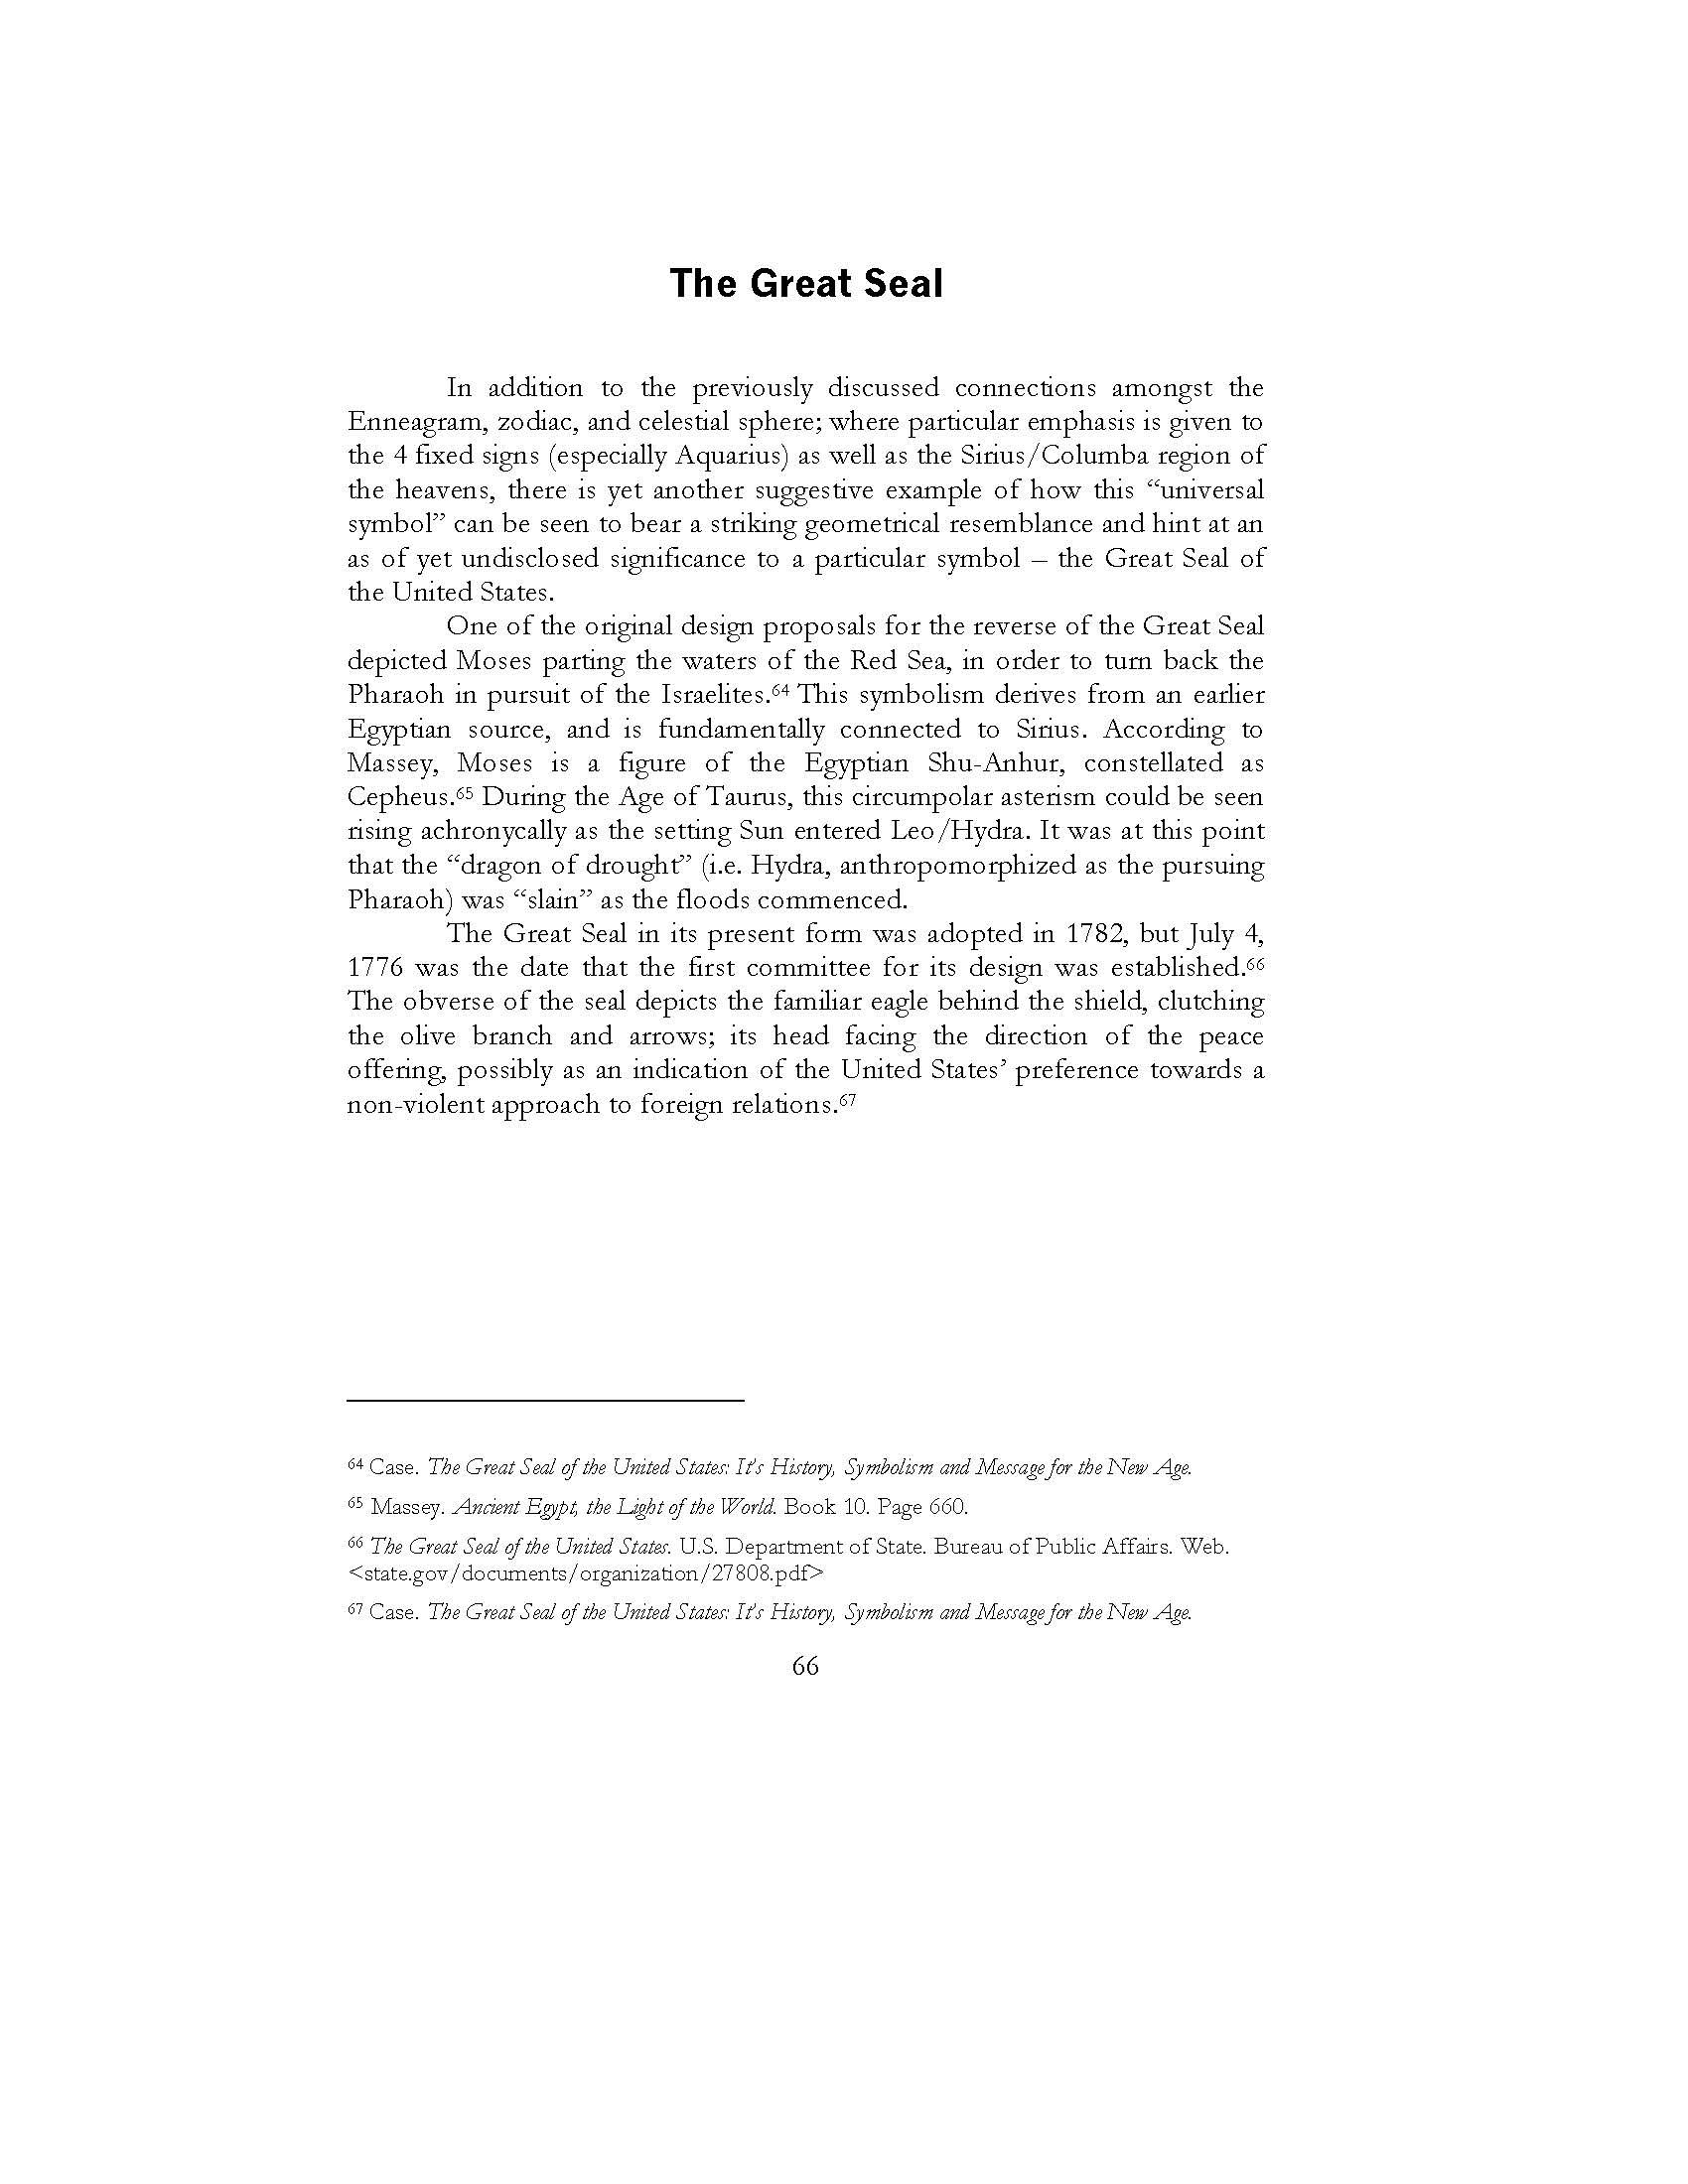 The Great Seal
In addition to the previously discussed connections amongst the
Enneagram, zodiac, and celestial sphere; where particular emphasis is given to
the 4 fixed signs (especially Aquarius) as well as the Sirius/Columba region of
the heavens, there is yet another suggestive example of how this “universal
symbol” can be seen to bear a striking geometrical resemblance and hint at an
as of yet undisclosed significance to a particular symbol – the Great Seal of
the United States.
One of the original design proposals for the reverse of the Great Seal
depicted Moses parting the waters of the Red Sea, in order to turn back the
Pharaoh in pursuit of the Israelites.⁶⁴ This symbolism derives from an earlier
Egyptian source, and is fundamentally connected to Sirius. According to
Massey, Moses is a figure of the Egyptian Shu-Anhur, constellated as
Cepheus.⁶⁵ During the Age of Taurus, this circumpolar asterism could be seen
rising achronycally as the setting Sun entered Leo/Hydra. It was at this point
that the “dragon of drought” (i.e. Hydra, anthropomorphized as the pursuing
Pharaoh) was “slain” as the floods commenced.
The Great Seal in its present form was adopted in 1782, but July 4,
1776 was the date that the first committee for its design was established.⁶⁶
The obverse of the seal depicts the familiar eagle behind the shield, clutching
the olive branch and arrows; its head facing the direction of the peace
offering, possibly as an indication of the United States’ preference towards a
non-violent approach to foreign relations.⁶⁷
⁶⁴ Case. The Great Seal of the United States: It’s History, Symbolism and Message for the New Age.
⁶⁵ Massey. Ancient Egypt, the Light of the World. Book 10. Page 660.
⁶⁶ The Great Seal of the United States. U.S. Department of State. Bureau of Public Affairs. Web.
<state.gov/documents/organization/27808.pdf>
⁶⁷ Case. The Great Seal of the United States: It’s History, Symbolism and Message for the New Age.
66